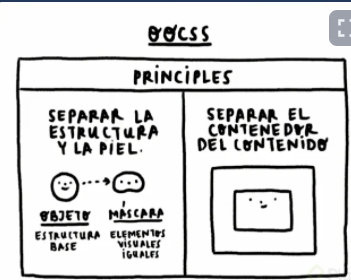 OOCSS
PRINCIPLES
SEPARAR LA
ESTRUCTURA
Y LA PIEL.
OBJETO
MÁSCARA
ESTRUCTURA
BASE
ELEMENTOS
VISUALES
IGUALES
SEPARAR EL
CONTENEDOR
DEL CONTENIDO